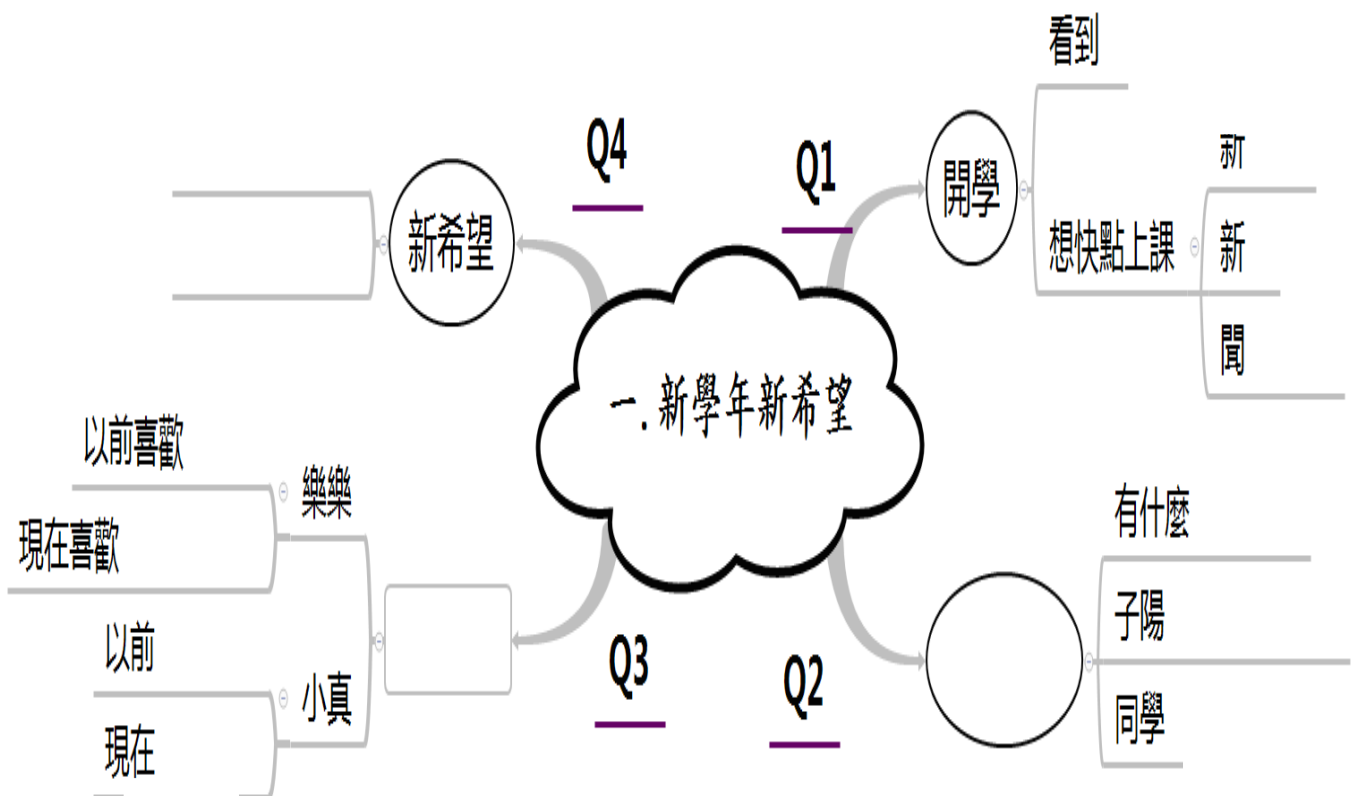 看到
Q4
Q1
開學
新
新希望
想快點上課
新
聞
一.新學年新希望
以前喜歡
樂樂
有什麼
現在喜歡
子陽
以前
Q3
Q2
小真
同學
現在